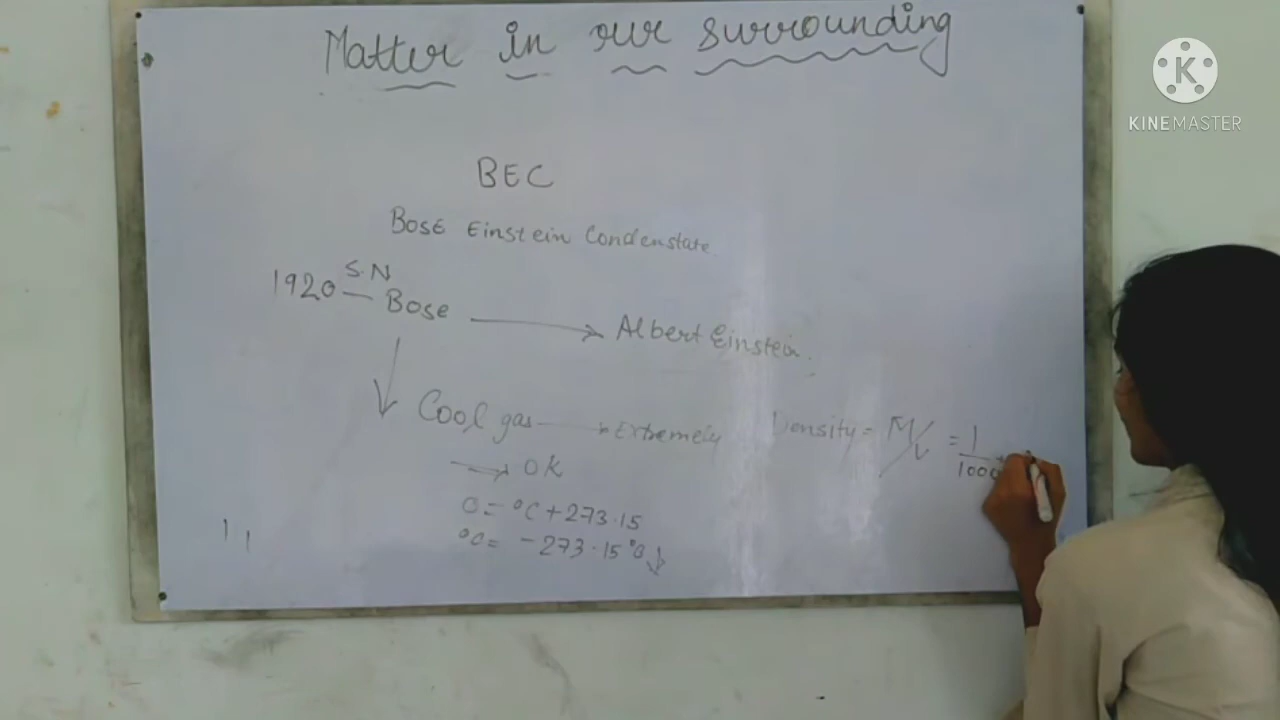 Matter in our surrounding
KINEMASTER
BEC
Bose Einstein Condenstate
1920 — S.N Bose → Albert Einstein.
Cool gas → Extremely
→ 0K
0 = °C + 273.15
°C = - 273.15°C ↓
Density = M/V = 1/1000